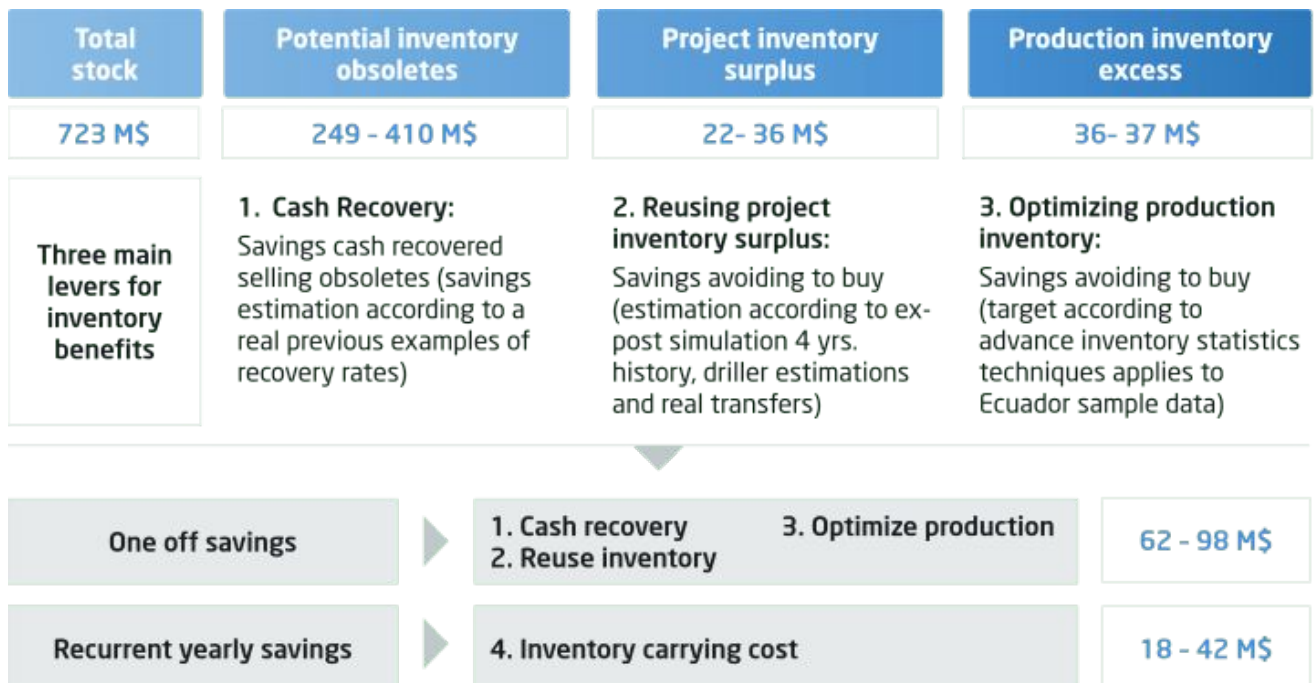 Total
stock
Potential inventory
obsoletes
Project inventory
surplus
Production inventory
excess
723 M$
249 - 410 M$
22- 36 M$
36- 37 M$
Three main
levers for
inventory
benefits
1. Cash Recovery:
Savings cash recovered
selling obsoletes (savings
estimation according to a
real previous examples of
recovery rates)
2. Reusing project
inventory surplus:
Savings avoiding to buy
(estimation according to ex-
post simulation 4 yrs.
history, driller estimations
and real transfers)
3. Optimizing production
inventory:
Savings avoiding to buy
(target according to
advance inventory statistics
techniques applies to
Ecuador sample data)
One off savings
1. Cash recovery
2. Reuse inventory
3. Optimize production
62 - 98 M$
Recurrent yearly savings
4. Inventory carrying cost
18 - 42 M$